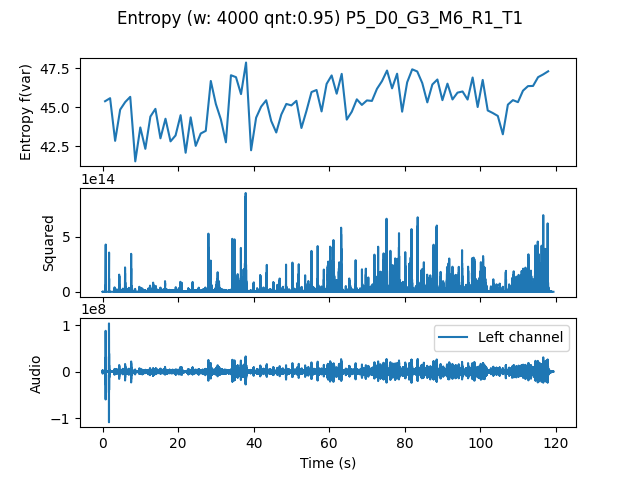 Entropy (w: 4000 qnt:0.95) P5_D0_G3_M6_R1_T1
47.5
45.0
42.5
Entropy f(var)
1e14
5
0
Squared
1e8
1
0
−1
Audio
Left channel
0 20 40 60 80 100 120
Time (s)